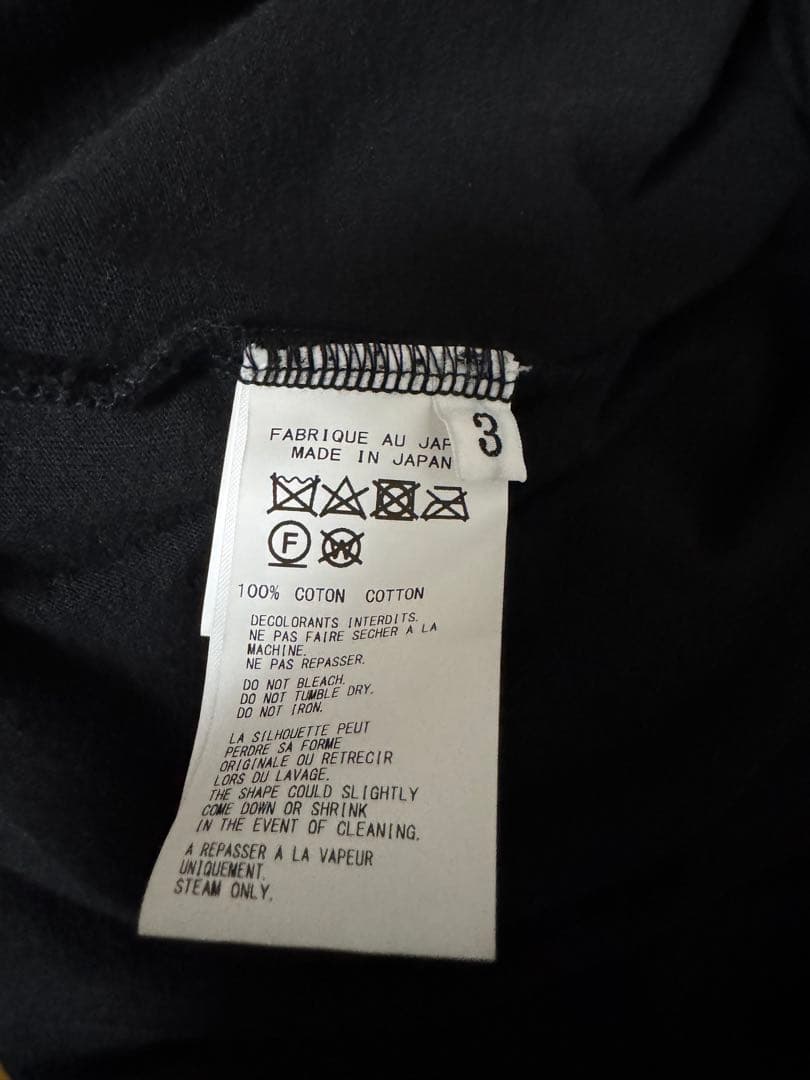 3
FABRIQUE AU JAP
MADE IN JAPAN
F W
100% COTON COTTON
DECOLORANTS INTERDITS.
NE PAS FAIRE SECHER A LA
MACHINE.
NE PAS REPASSER.
DO NOT BLEACH.
DO NOT TUMBLE DRY.
DO NOT IRON.
LA SILHOUETTE PEUT
PERDRE SA FORME
ORIGINALE OU RETRECIR
LORS DU LAVAGE.
THE SHAPE COULD SLIGHTLY
COME DOWN OR SHRINK
IN THE EVENT OF CLEANING.
A REPASSER A LA VAPEUR
UNIQUEMENT.
STEAM ONLY.